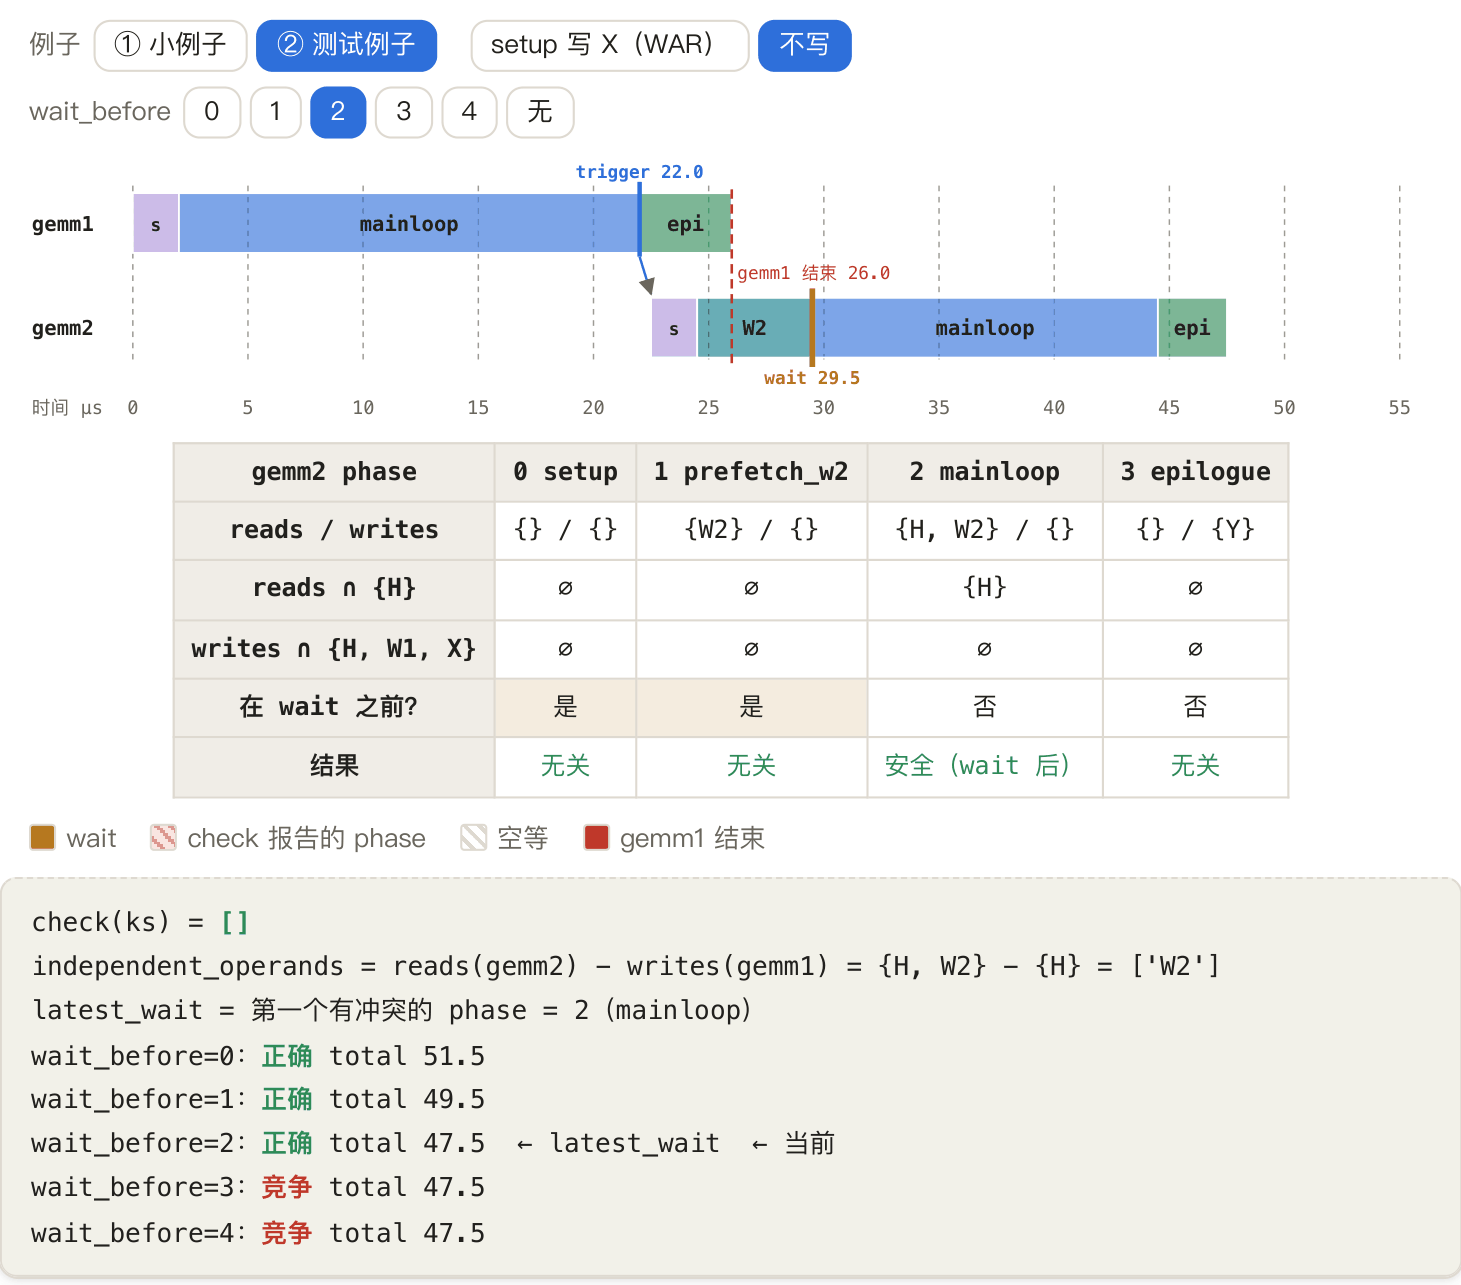 例子 ① 小例子 ② 测试例子 setup 写 X（WAR） 不写
wait_before 0 1 2 3 4 无
trigger 22.0
gemm1 s mainloop epi
gemm1 结束 26.0
gemm2 s W2 mainloop epi
wait 29.5
时间 μs 0 5 10 15 20 25 30 35 40 45 50 55
gemm2 phase 0 setup 1 prefetch_w2 2 mainloop 3 epilogue
reads / writes {} / {} {W2} / {} {H, W2} / {} {} / {Y}
reads ∩ {H} ∅ ∅ {H} ∅
writes ∩ {H, W1, X} ∅ ∅ ∅ ∅
在 wait 之前? 是 是 否 否
结果 无关 无关 安全（wait 后） 无关
wait check 报告的 phase 空等 gemm1 结束
check(ks) = []
independent_operands = reads(gemm2) − writes(gemm1) = {H, W2} − {H} = ['W2']
latest_wait = 第一个有冲突的 phase = 2（mainloop）
wait_before=0: 正确 total 51.5
wait_before=1: 正确 total 49.5
wait_before=2: 正确 total 47.5 ← latest_wait ← 当前
wait_before=3: 竞争 total 47.5
wait_before=4: 竞争 total 47.5